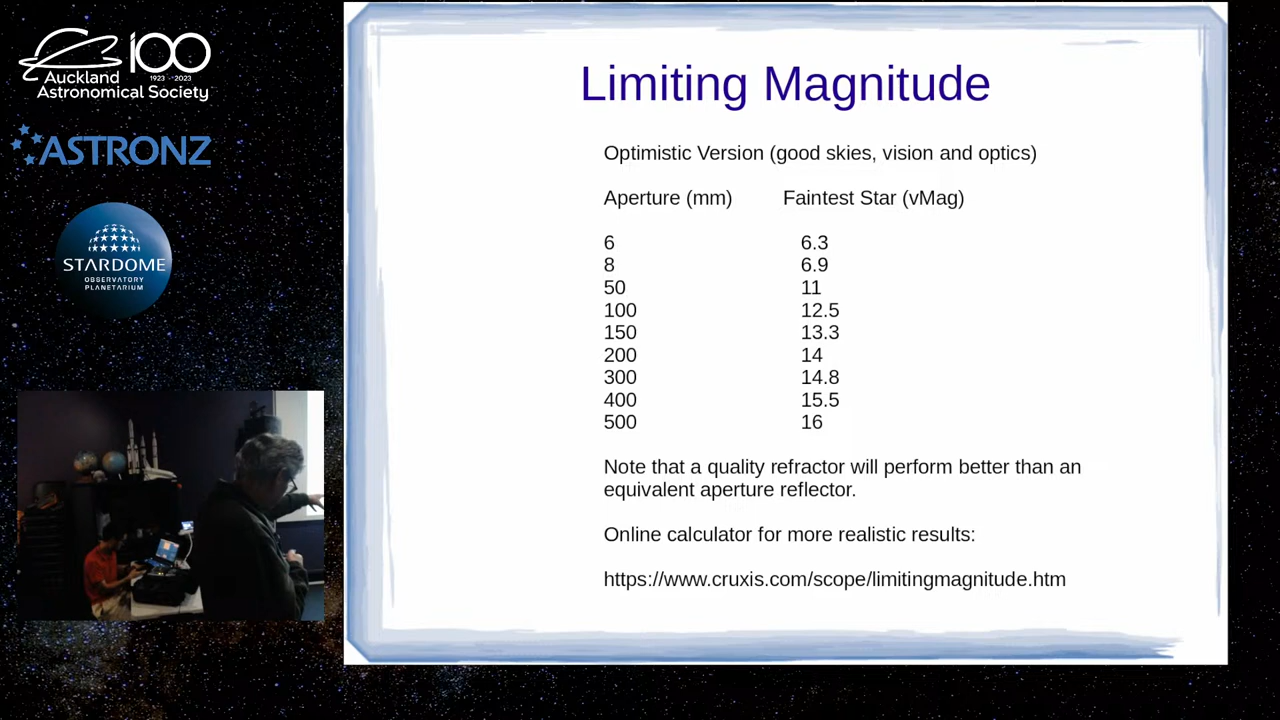 100
1923 - 2023
Auckland
Astronomical Society
ASTRONZ
STARDOME
OBSERVATORY
PLANETARIUM
Limiting Magnitude
Optimistic Version (good skies, vision and optics)
Aperture (mm) Faintest Star (vMag)
6 6.3
8 6.9
50 11
100 12.5
150 13.3
200 14
300 14.8
400 15.5
500 16
Note that a quality refractor will perform better than an
equivalent aperture reflector.
Online calculator for more realistic results:
https://www.cruxis.com/scope/limitingmagnitude.htm